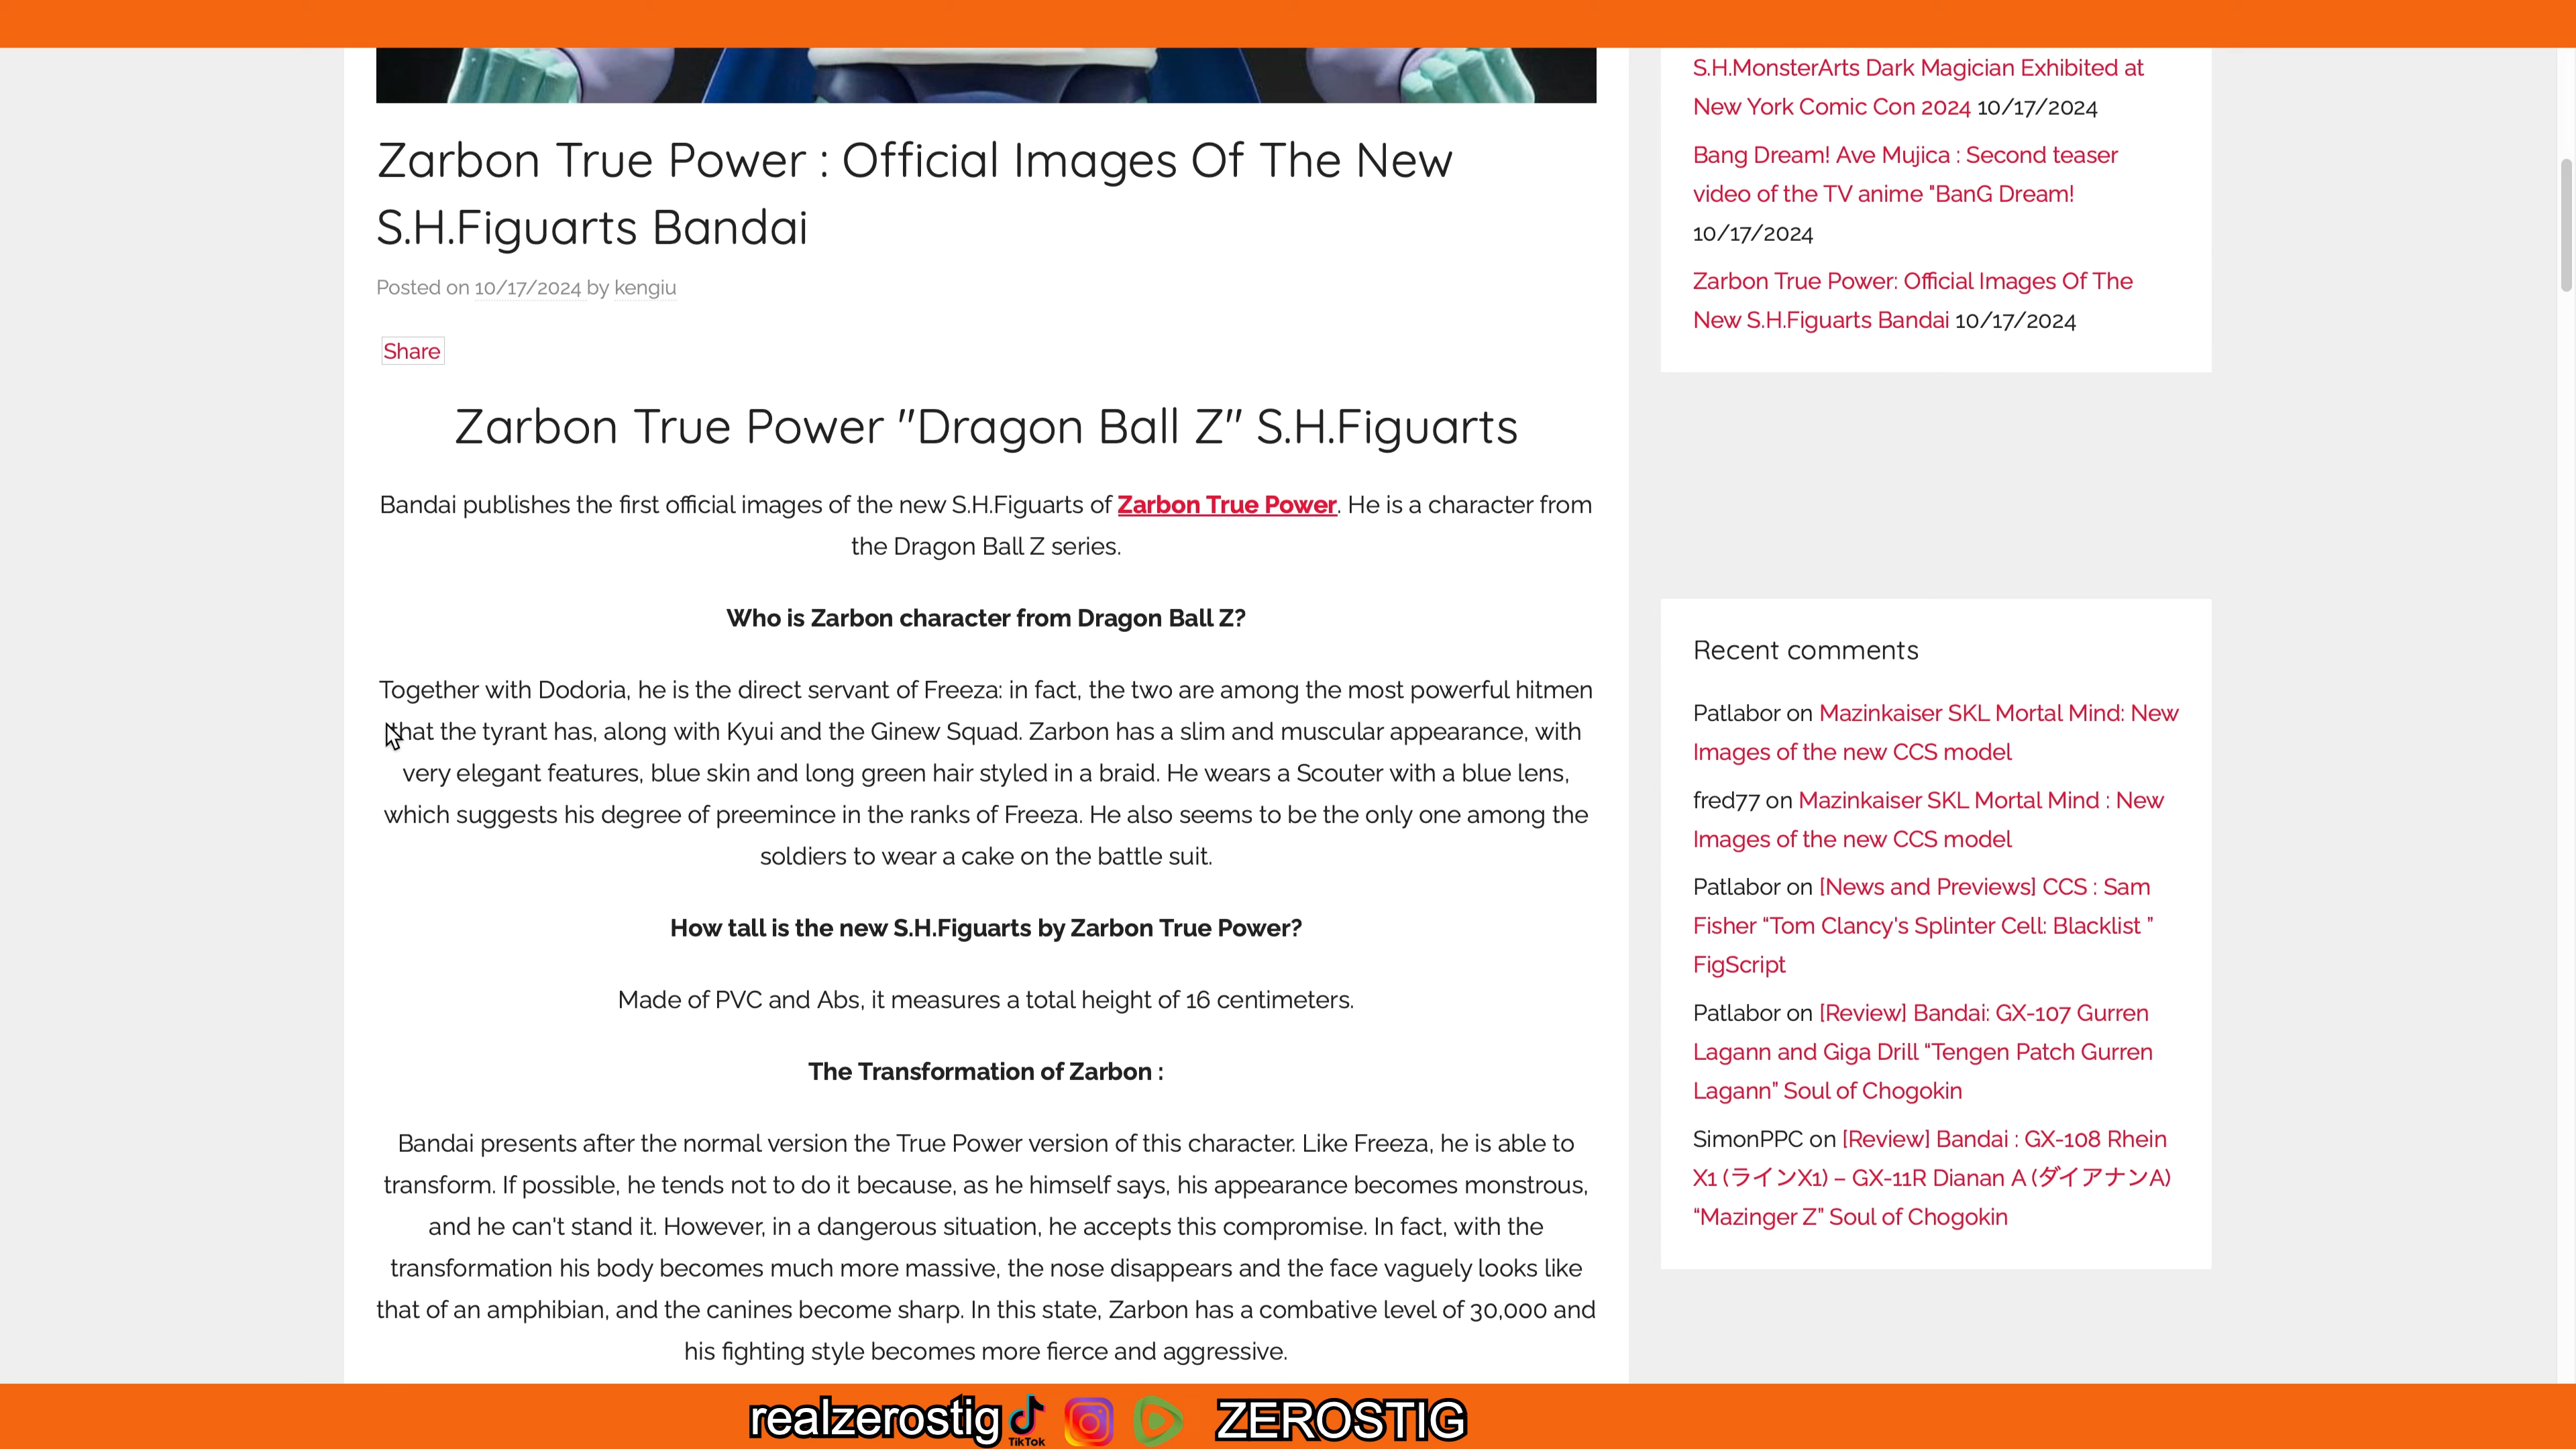 Zarbon True Power : Official Images Of The New
S.H.Figuarts Bandai
Posted on 10/17/2024 by kengiu
Share
Zarbon True Power "Dragon Ball Z" S.H.Figuarts
Bandai publishes the first official images of the new S.H.Figuarts of Zarbon True Power. He is a character from
the Dragon Ball Z series.
Who is Zarbon character from Dragon Ball Z?
Together with Dodoria, he is the direct servant of Freeza: in fact, the two are among the most powerful hitmen
that the tyrant has, along with Kyui and the Ginew Squad. Zarbon has a slim and muscular appearance, with
very elegant features, blue skin and long green hair styled in a braid. He wears a Scouter with a blue lens,
which suggests his degree of preemince in the ranks of Freeza. He also seems to be the only one among the
soldiers to wear a cake on the battle suit.
How tall is the new S.H.Figuarts by Zarbon True Power?
Made of PVC and Abs, it measures a total height of 16 centimeters.
The Transformation of Zarbon :
Bandai presents after the normal version the True Power version of this character. Like Freeza, he is able to
transform. If possible, he tends not to do it because, as he himself says, his appearance becomes monstrous,
and he can't stand it. However, in a dangerous situation, he accepts this compromise. In fact, with the
transformation his body becomes much more massive, the nose disappears and the face vaguely looks like
that of an amphibian, and the canines become sharp. In this state, Zarbon has a combative level of 30,000 and
his fighting style becomes more fierce and aggressive.
S.H.MonsterArts Dark Magician Exhibited at
New York Comic Con 2024 10/17/2024
Bang Dream! Ave Mujica : Second teaser
video of the TV anime "BanG Dream!
10/17/2024
Zarbon True Power: Official Images Of The
New S.H.Figuarts Bandai 10/17/2024
Recent comments
Patlabor on Mazinkaiser SKL Mortal Mind: New
Images of the new CCS model
fred77 on Mazinkaiser SKL Mortal Mind : New
Images of the new CCS model
Patlabor on [News and Previews] CCS : Sam
Fisher “Tom Clancy's Splinter Cell: Blacklist ”
FigScript
Patlabor on [Review] Bandai: GX-107 Gurren
Lagann and Giga Drill “Tengen Patch Gurren
Lagann” Soul of Chogokin
SimonPPC on [Review] Bandai : GX-108 Rhein
X1 (ラインX1) – GX-11R Dianan A (ダイアナンA)
“Mazinger Z” Soul of Chogokin
realzerostig TikTok ZEROSTIG